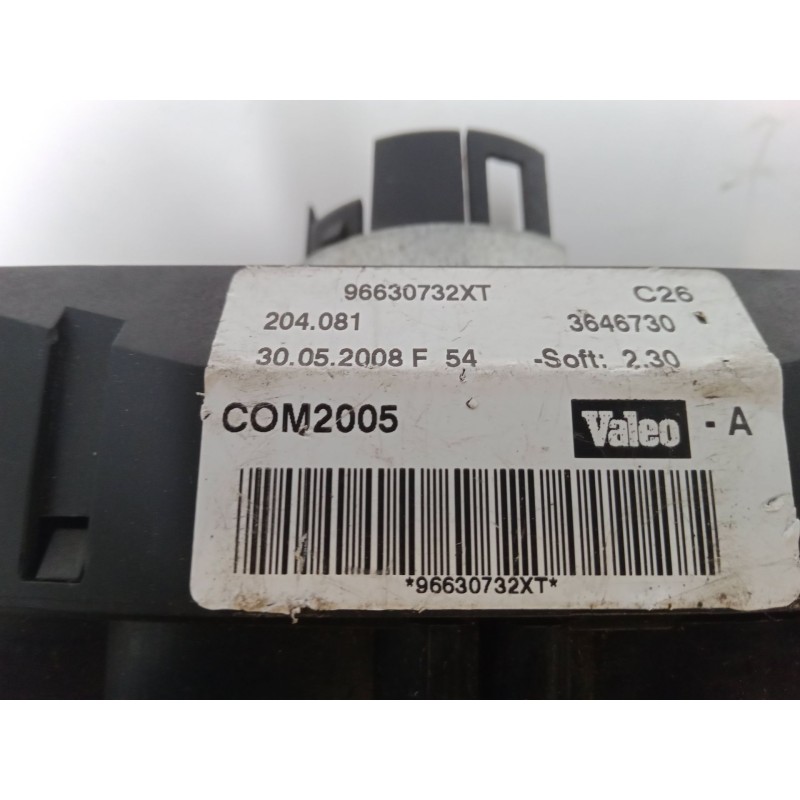 96630732XT C26
204.081 3646730
30.05.2008 F 54 -Soft: 2.30
COM2005 Valeo - A
*96630732XT*